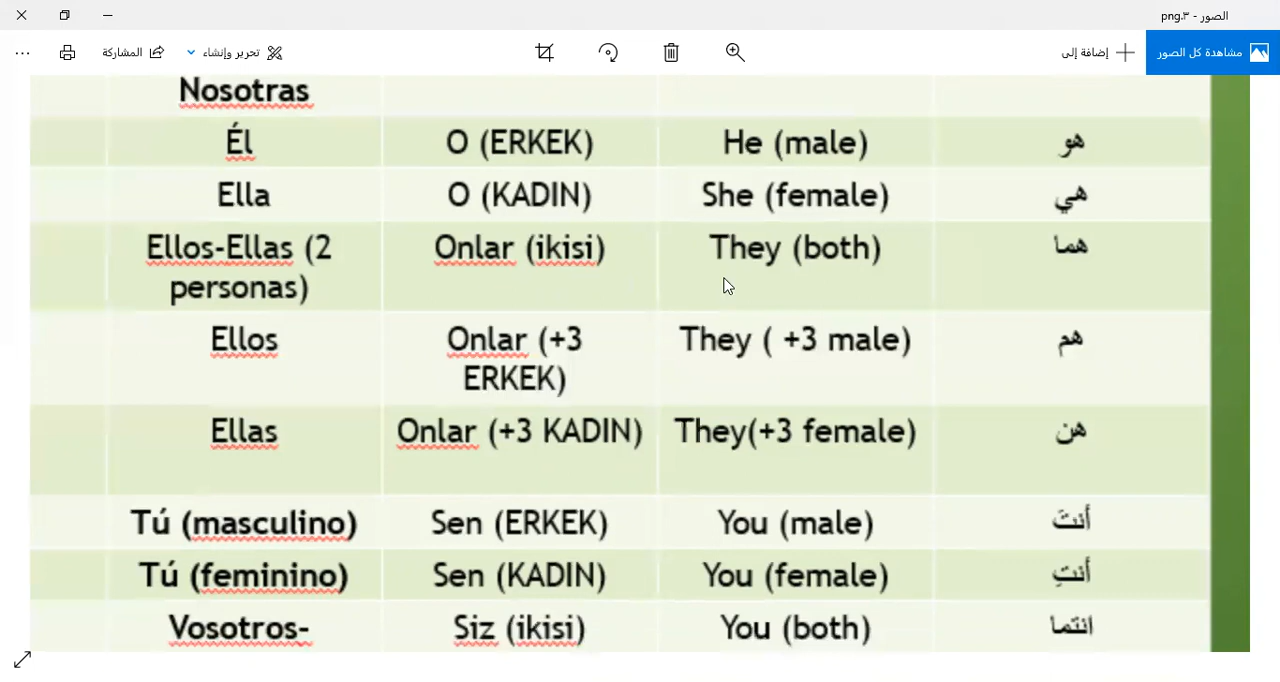 الصور - ٣.png
مشاهدة كل الصور
إضافة إلى
تحرير وإنشاء
المشاركة
Nosotras
هو He (male) O (ERKEK) Él
هي She (female) O (KADIN) Ella
هما They (both) Onlar (ikisi) Ellos-Ellas (2
personas)
هم They ( +3 male) Onlar (+3 Ellos
ERKEK)
هن They(+3 female) Onlar (+3 KADIN) Ellas
أنتَ You (male) Sen (ERKEK) Tú (masculino)
أنتِ You (female) Sen (KADIN) Tú (feminino)
انتما You (both) Siz (ikisi) Vosotros-